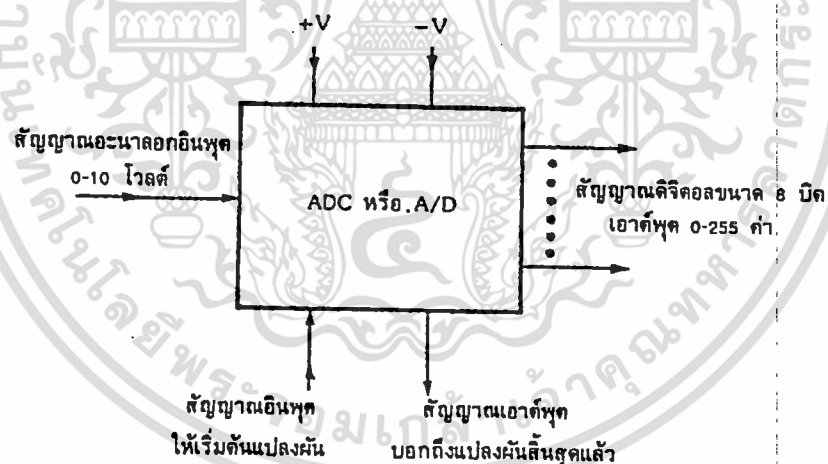 +V
-V
สัญญาณอะนาลอกอินพุต
0-10 โวลต์
ADC หรือ.A/D
สัญญาณดิจิตอลขนาด 8 บิต
เอาต์พุต 0-255 ค่า
สัญญาณอินพุต
ให้เริ่มต้นแปลงผัน
สัญญาณเอาต์พุต
บอกถึงแปลงผันสิ้นสุดแล้ว